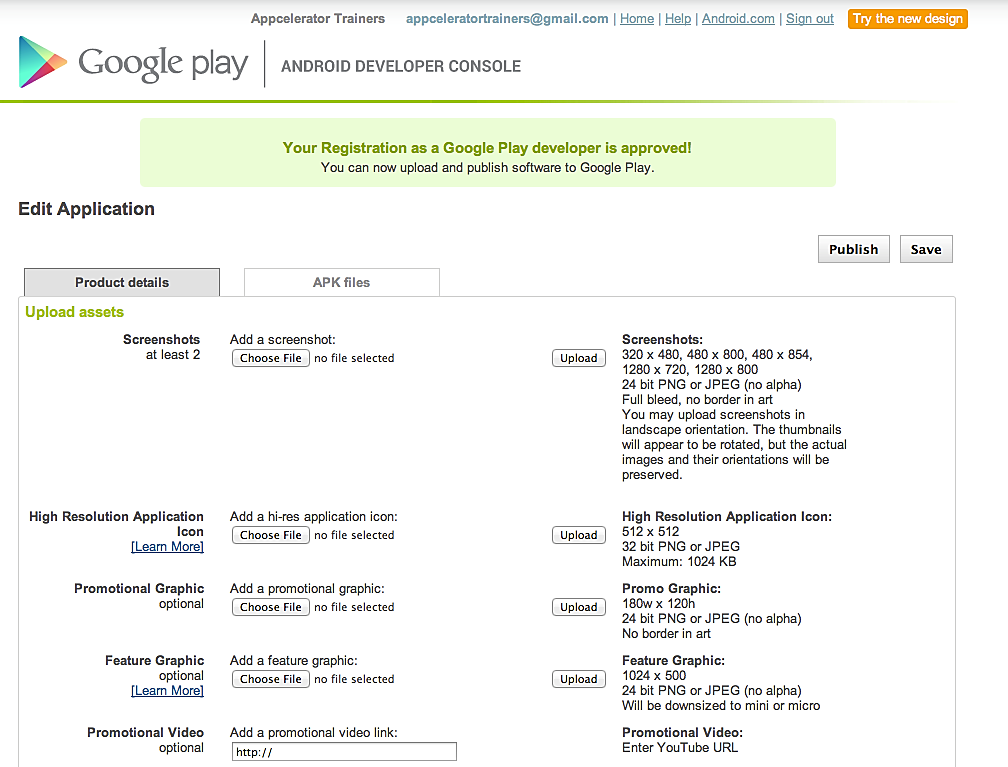 Appcelerator Trainers appceleratortrainers@gmail.com | Home | Help | Android.com | Sign out Try the new design
Google play ANDROID DEVELOPER CONSOLE
Your Registration as a Google Play developer is approved!
You can now upload and publish software to Google Play.
Edit Application
Publish Save
Product details APK files
Upload assets
Screenshots
at least 2
Add a screenshot:
Choose File no file selected
Upload
Screenshots:
320 x 480, 480 x 800, 480 x 854,
1280 x 720, 1280 x 800
24 bit PNG or JPEG (no alpha)
Full bleed, no border in art
You may upload screenshots in
landscape orientation. The thumbnails
will appear to be rotated, but the actual
images and their orientations will be
preserved.
High Resolution Application
Icon
[Learn More]
Add a hi-res application icon:
Choose File no file selected
Upload
High Resolution Application Icon:
512 x 512
32 bit PNG or JPEG
Maximum: 1024 KB
Promotional Graphic
optional
Add a promotional graphic:
Choose File no file selected
Upload
Promo Graphic:
180w x 120h
24 bit PNG or JPEG (no alpha)
No border in art
Feature Graphic
optional
[Learn More]
Add a feature graphic:
Choose File no file selected
Upload
Feature Graphic:
1024 x 500
24 bit PNG or JPEG (no alpha)
Will be downsized to mini or micro
Promotional Video
optional
Add a promotional video link:
http://
Promotional Video:
Enter YouTube URL